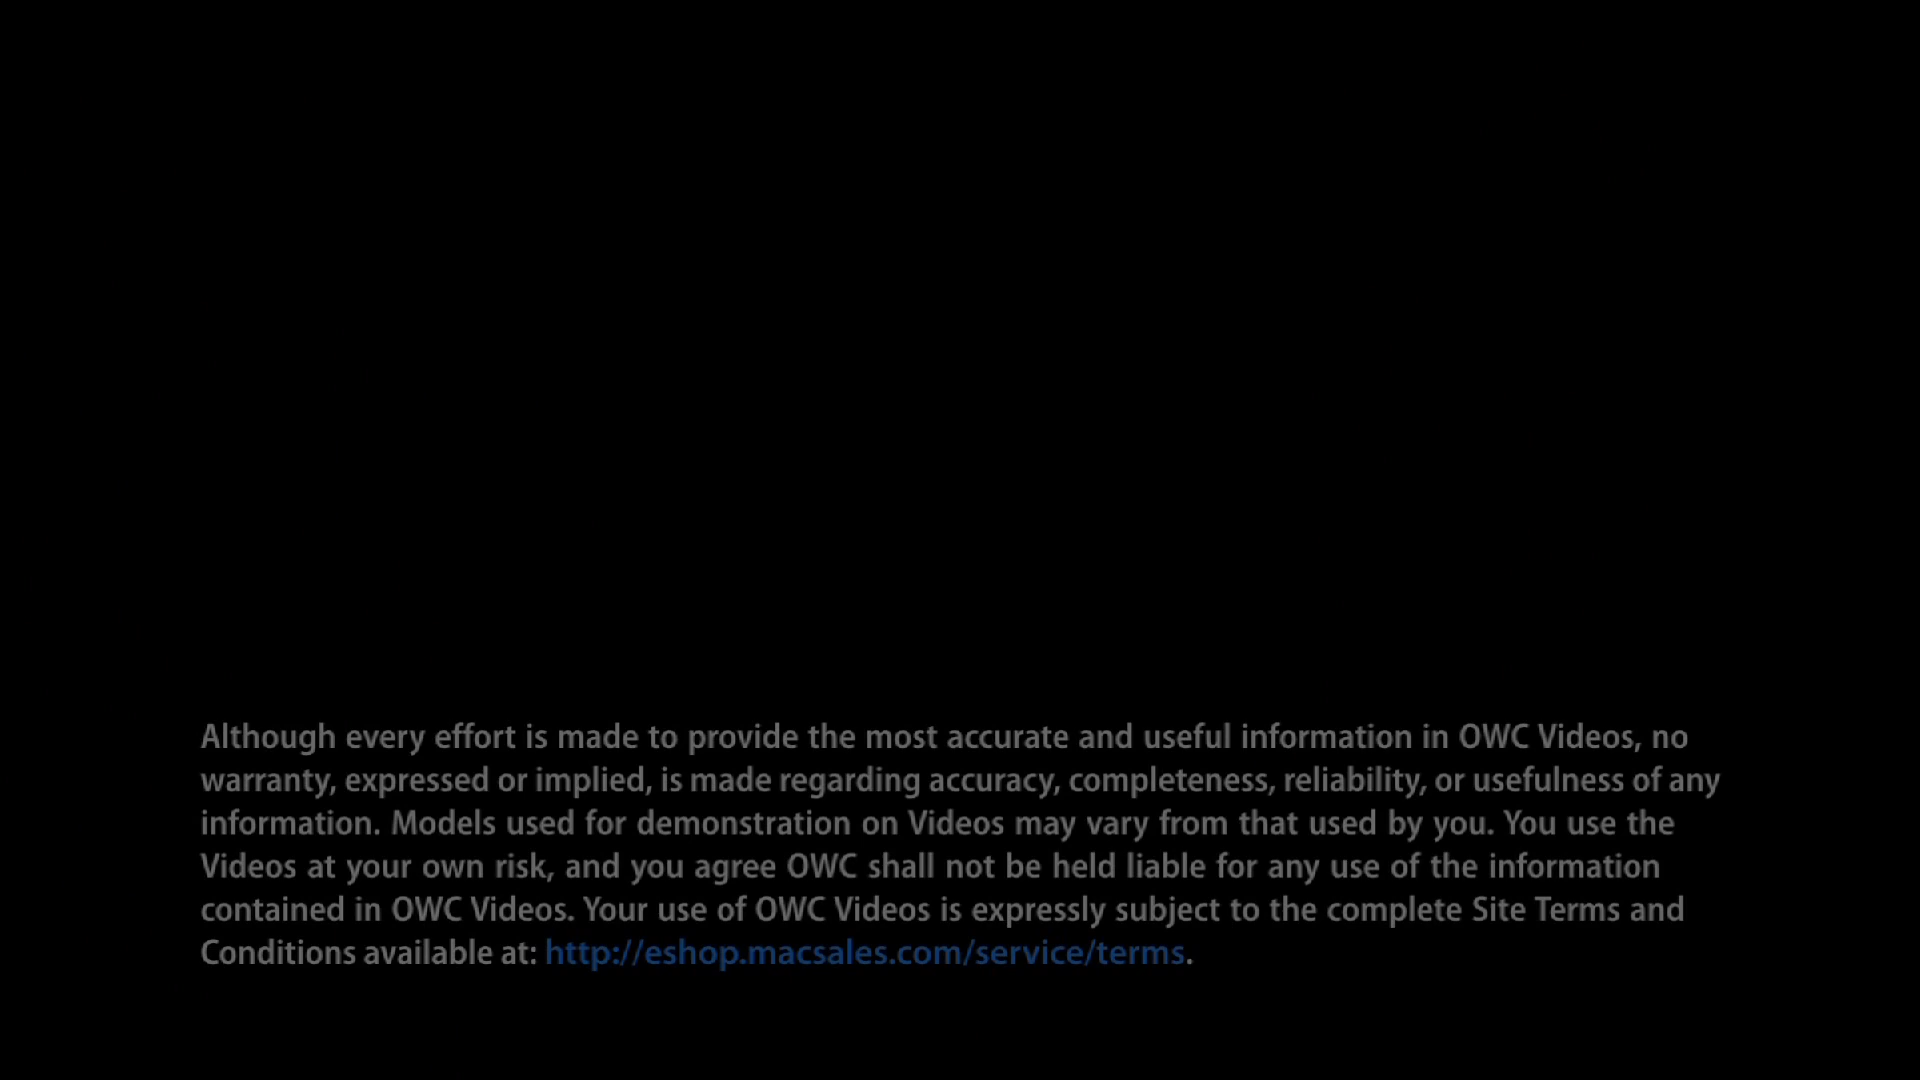 Although every effort is made to provide the most accurate and useful information in OWC Videos, no
warranty, expressed or implied, is made regarding accuracy, completeness, reliability, or usefulness of any
information. Models used for demonstration on Videos may vary from that used by you. You use the
Videos at your own risk, and you agree OWC shall not be held liable for any use of the information
contained in OWC Videos. Your use of OWC Videos is expressly subject to the complete Site Terms and
Conditions available at: http://eshop.macsales.com/service/terms.